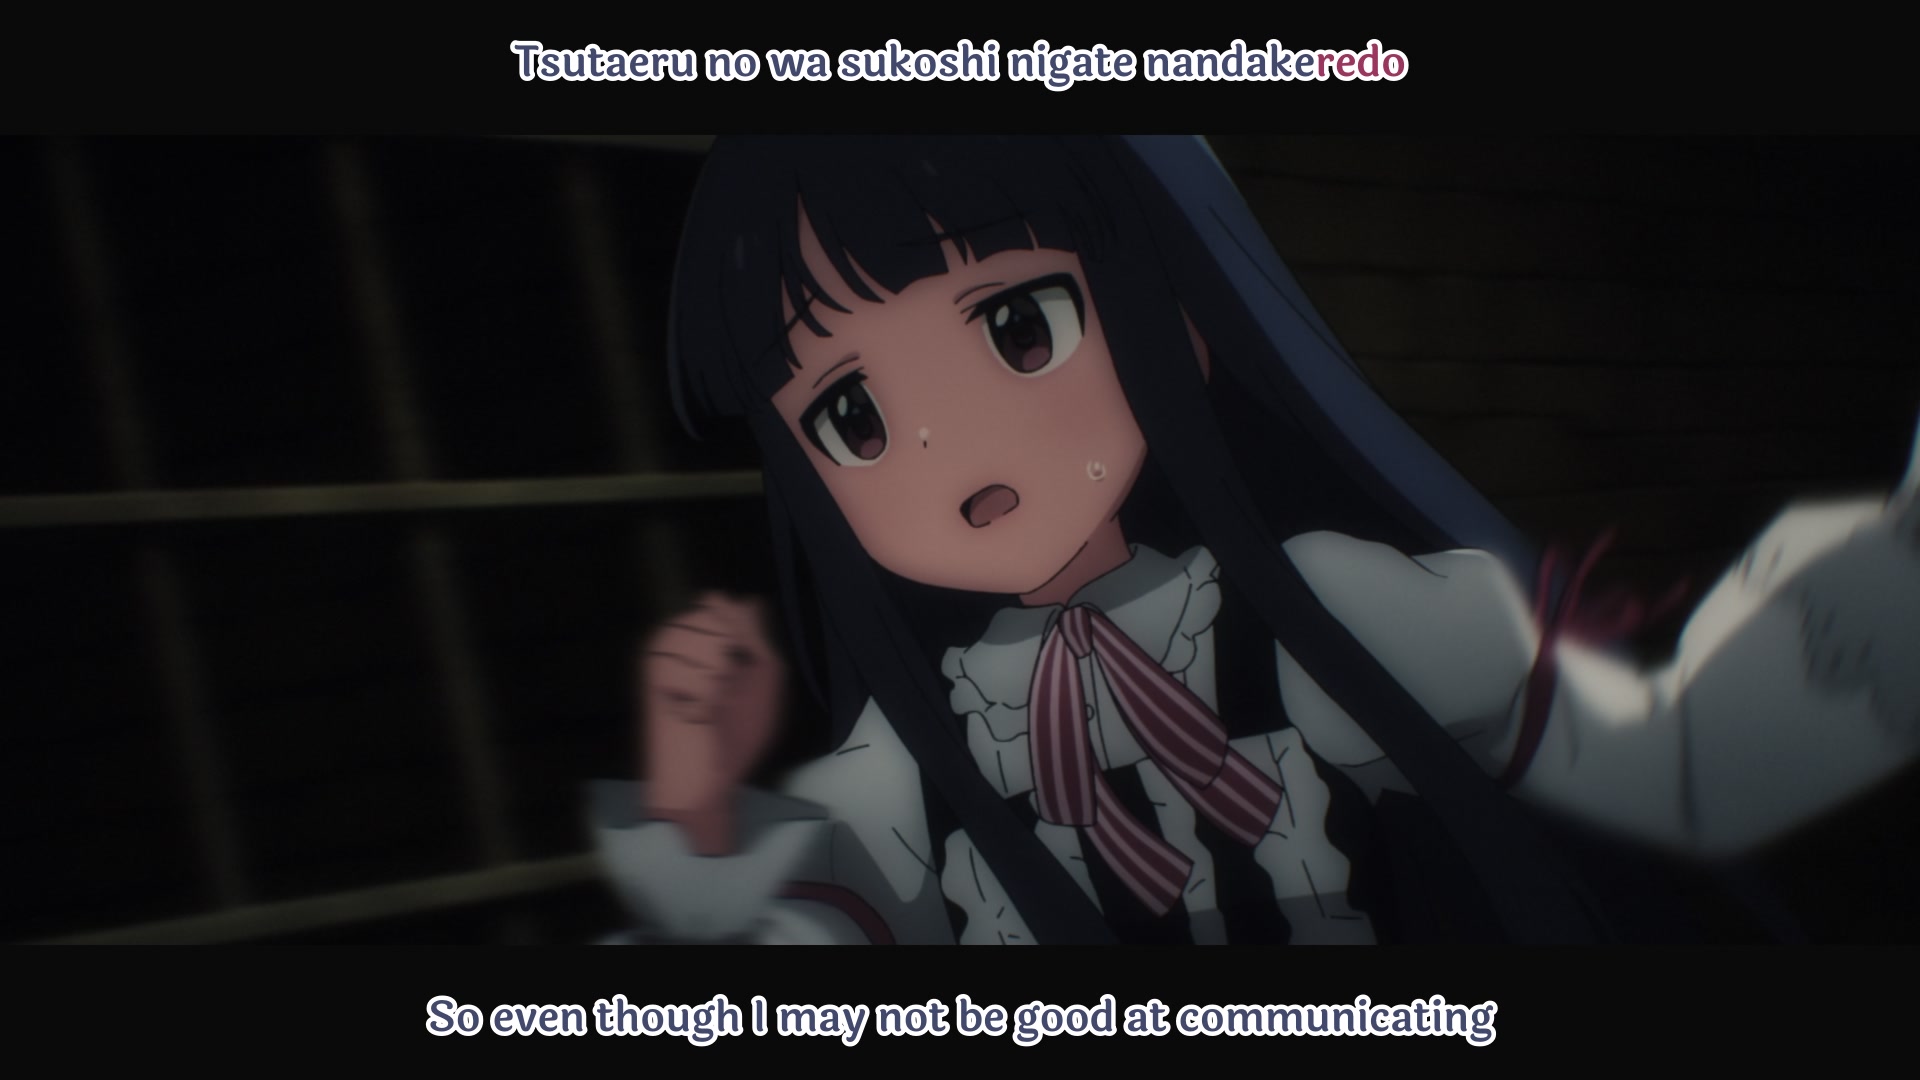 Tsutaeru no wa sukoshi nigate nandakeredo
So even though I may not be good at communicating